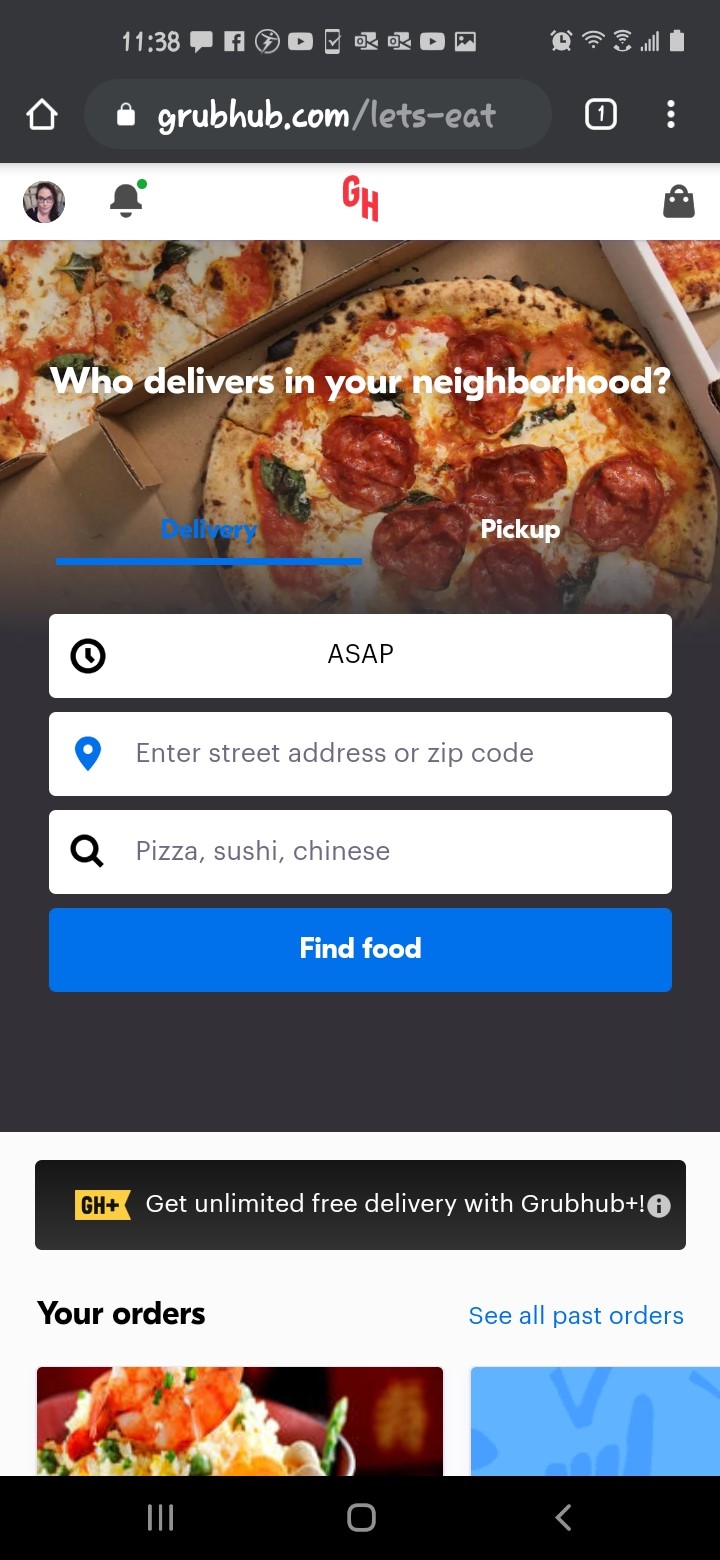 11:38
grubhub.com/lets-eat
1
GH
Who delivers in your neighborhood?
Delivery
Pickup
ASAP
Enter street address or zip code
Pizza, sushi, chinese
Find food
GH+ Get unlimited free delivery with Grubhub+!
Your orders
See all past orders